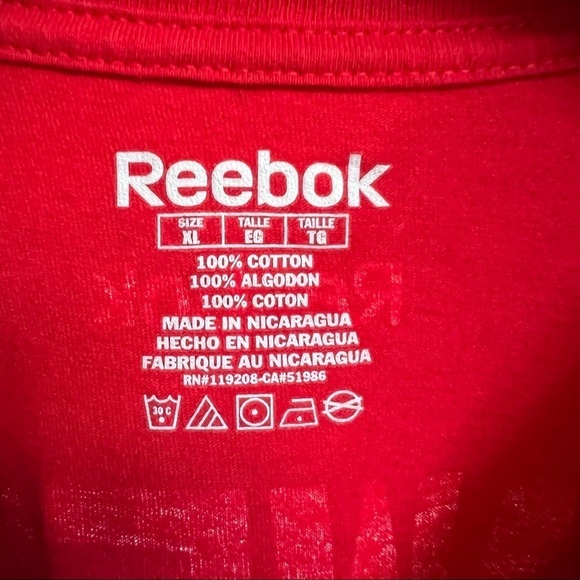 Reebok
SIZE TALLE TAILLE
XL EG TG
100% COTTON
100% ALGODON
100% COTON
MADE IN NICARAGUA
HECHO EN NICARAGUA
FABRIQUE AU NICARAGUA
RN#119208-CA#51986
30 C